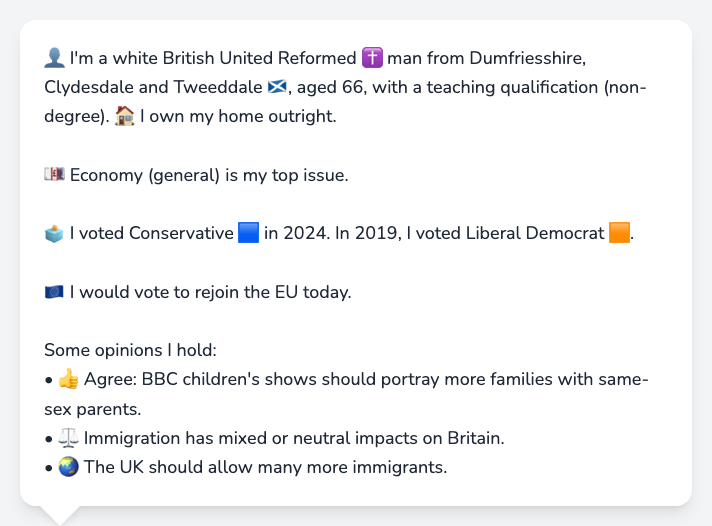 👤 I'm a white British United Reformed ✝️ man from Dumfriesshire,
Clydesdale and Tweeddale 🏴󠁧󠁢󠁳󠁣󠁴󠁿, aged 66, with a teaching qualification (non-
degree). 🏠 I own my home outright.
💷 Economy (general) is my top issue.
🗳️ I voted Conservative 🟦 in 2024. In 2019, I voted Liberal Democrat 🟧.
🇪🇺 I would vote to rejoin the EU today.
Some opinions I hold:
• 👍 Agree: BBC children's shows should portray more families with same-
sex parents.
• ⚖️ Immigration has mixed or neutral impacts on Britain.
• 🌏 The UK should allow many more immigrants.